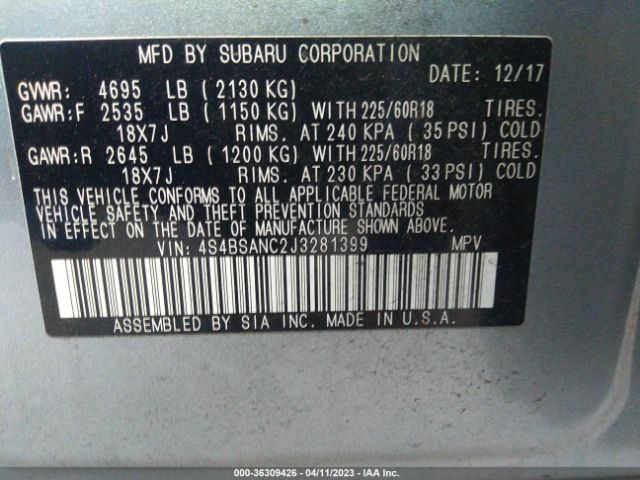 MFD BY SUBARU CORPORATION
DATE: 12/17
GVWR: 4695 LB ( 2130 KG)
GAWR:F 2535 LB ( 1150 KG) WITH 225/60R18 TIRES.
18X7J RIMS. AT 240 KPA ( 35 PSI) COLD
GAWR:R 2645 LB ( 1200 KG) WITH 225/60R18 TIRES.
18X7J RIMS. AT 230 KPA ( 33 PSI) COLD
THIS VEHICLE CONFORMS TO ALL APPLICABLE FEDERAL MOTOR
VEHICLE SAFETY AND THEFT PREVENTION STANDARDS
IN EFFECT ON THE DATE OF MANUFACTURE SHOWN ABOVE.
VIN: 4S4BSANC2J3281399 MPV
ASSEMBLED BY SIA INC. MADE IN U.S.A.
000-36309426 - 04/11/2023 - IAA Inc.